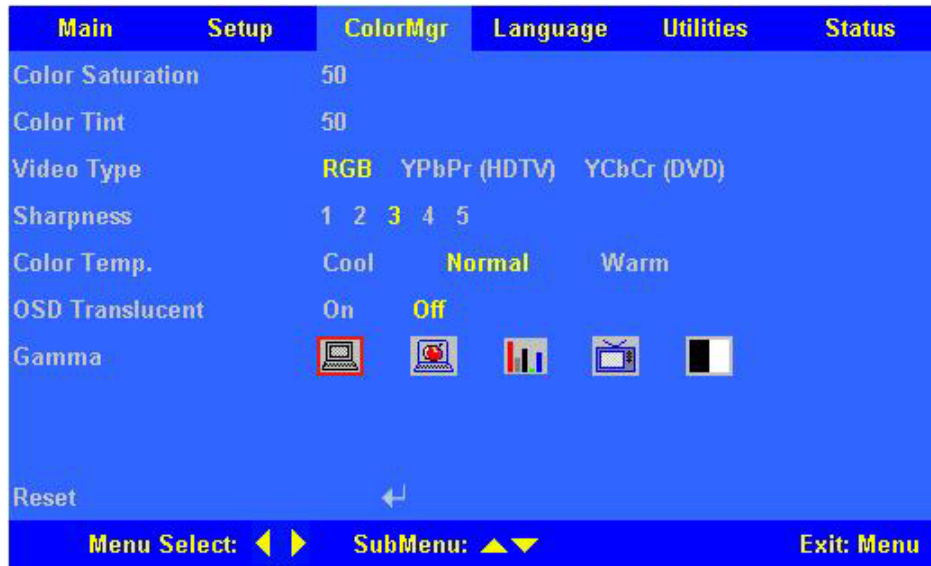 Main Setup ColorMgr Language Utilities Status
Color Saturation 50
Color Tint 50
Video Type RGB YPbPr (HDTV) YCbCr (DVD)
Sharpness 1 2 3 4 5
Color Temp. Cool Normal Warm
OSD Translucent On Off
Gamma
Reset
Menu Select: SubMenu: Exit: Menu